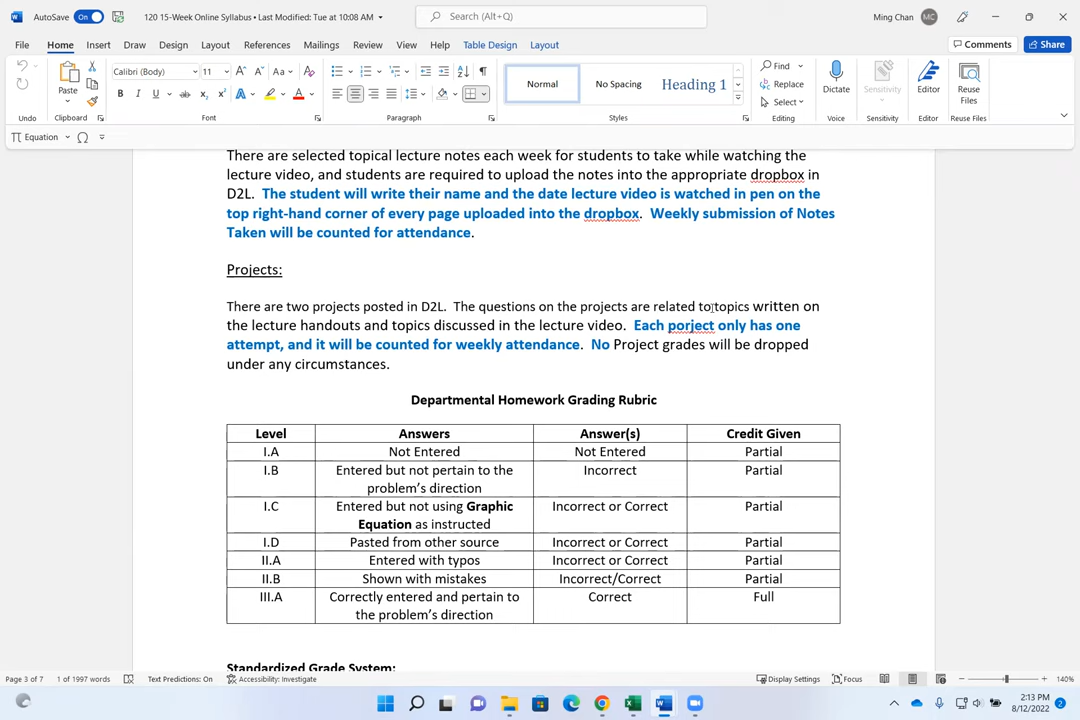 AutoSave On 120 15-Week Online Syllabus • Last Modified: Tue at 10:08 AM Search (Alt+Q) Ming Chan MC
File Home Insert Draw Design Layout References Mailings Review View Help Table Design Layout Comments Share
Paste Calibri (Body) 11 Normal No Spacing Heading 1 Find Replace Select Dictate Sensitivity Editor Reuse Files
Undo Clipboard Font Paragraph Styles Editing Voice Sensitivity Editor Reuse Files
Equation
There are selected topical lecture notes each week for students to take while watching the
lecture video, and students are required to upload the notes into the appropriate dropbox in
D2L. The student will write their name and the date lecture video is watched in pen on the
top right-hand corner of every page uploaded into the dropbox. Weekly submission of Notes
Taken will be counted for attendance.
Projects:
There are two projects posted in D2L. The questions on the projects are related to topics written on
the lecture handouts and topics discussed in the lecture video. Each porject only has one
attempt, and it will be counted for weekly attendance. No Project grades will be dropped
under any circumstances.
Departmental Homework Grading Rubric
Level Answers Answer(s) Credit Given
I.A Not Entered Not Entered Partial
I.B Entered but not pertain to the Incorrect Partial
problem's direction
I.C Entered but not using Graphic Incorrect or Correct Partial
Equation as instructed
I.D Pasted from other source Incorrect or Correct Partial
II.A Entered with typos Incorrect or Correct Partial
II.B Shown with mistakes Incorrect/Correct Partial
III.A Correctly entered and pertain to Correct Full
the problem's direction
Standardized Grade System:
Page 3 of 7 1 of 1997 words Text Predictions: On Accessibility: Investigate Display Settings Focus 140%
2:13 PM
8/12/2022 2